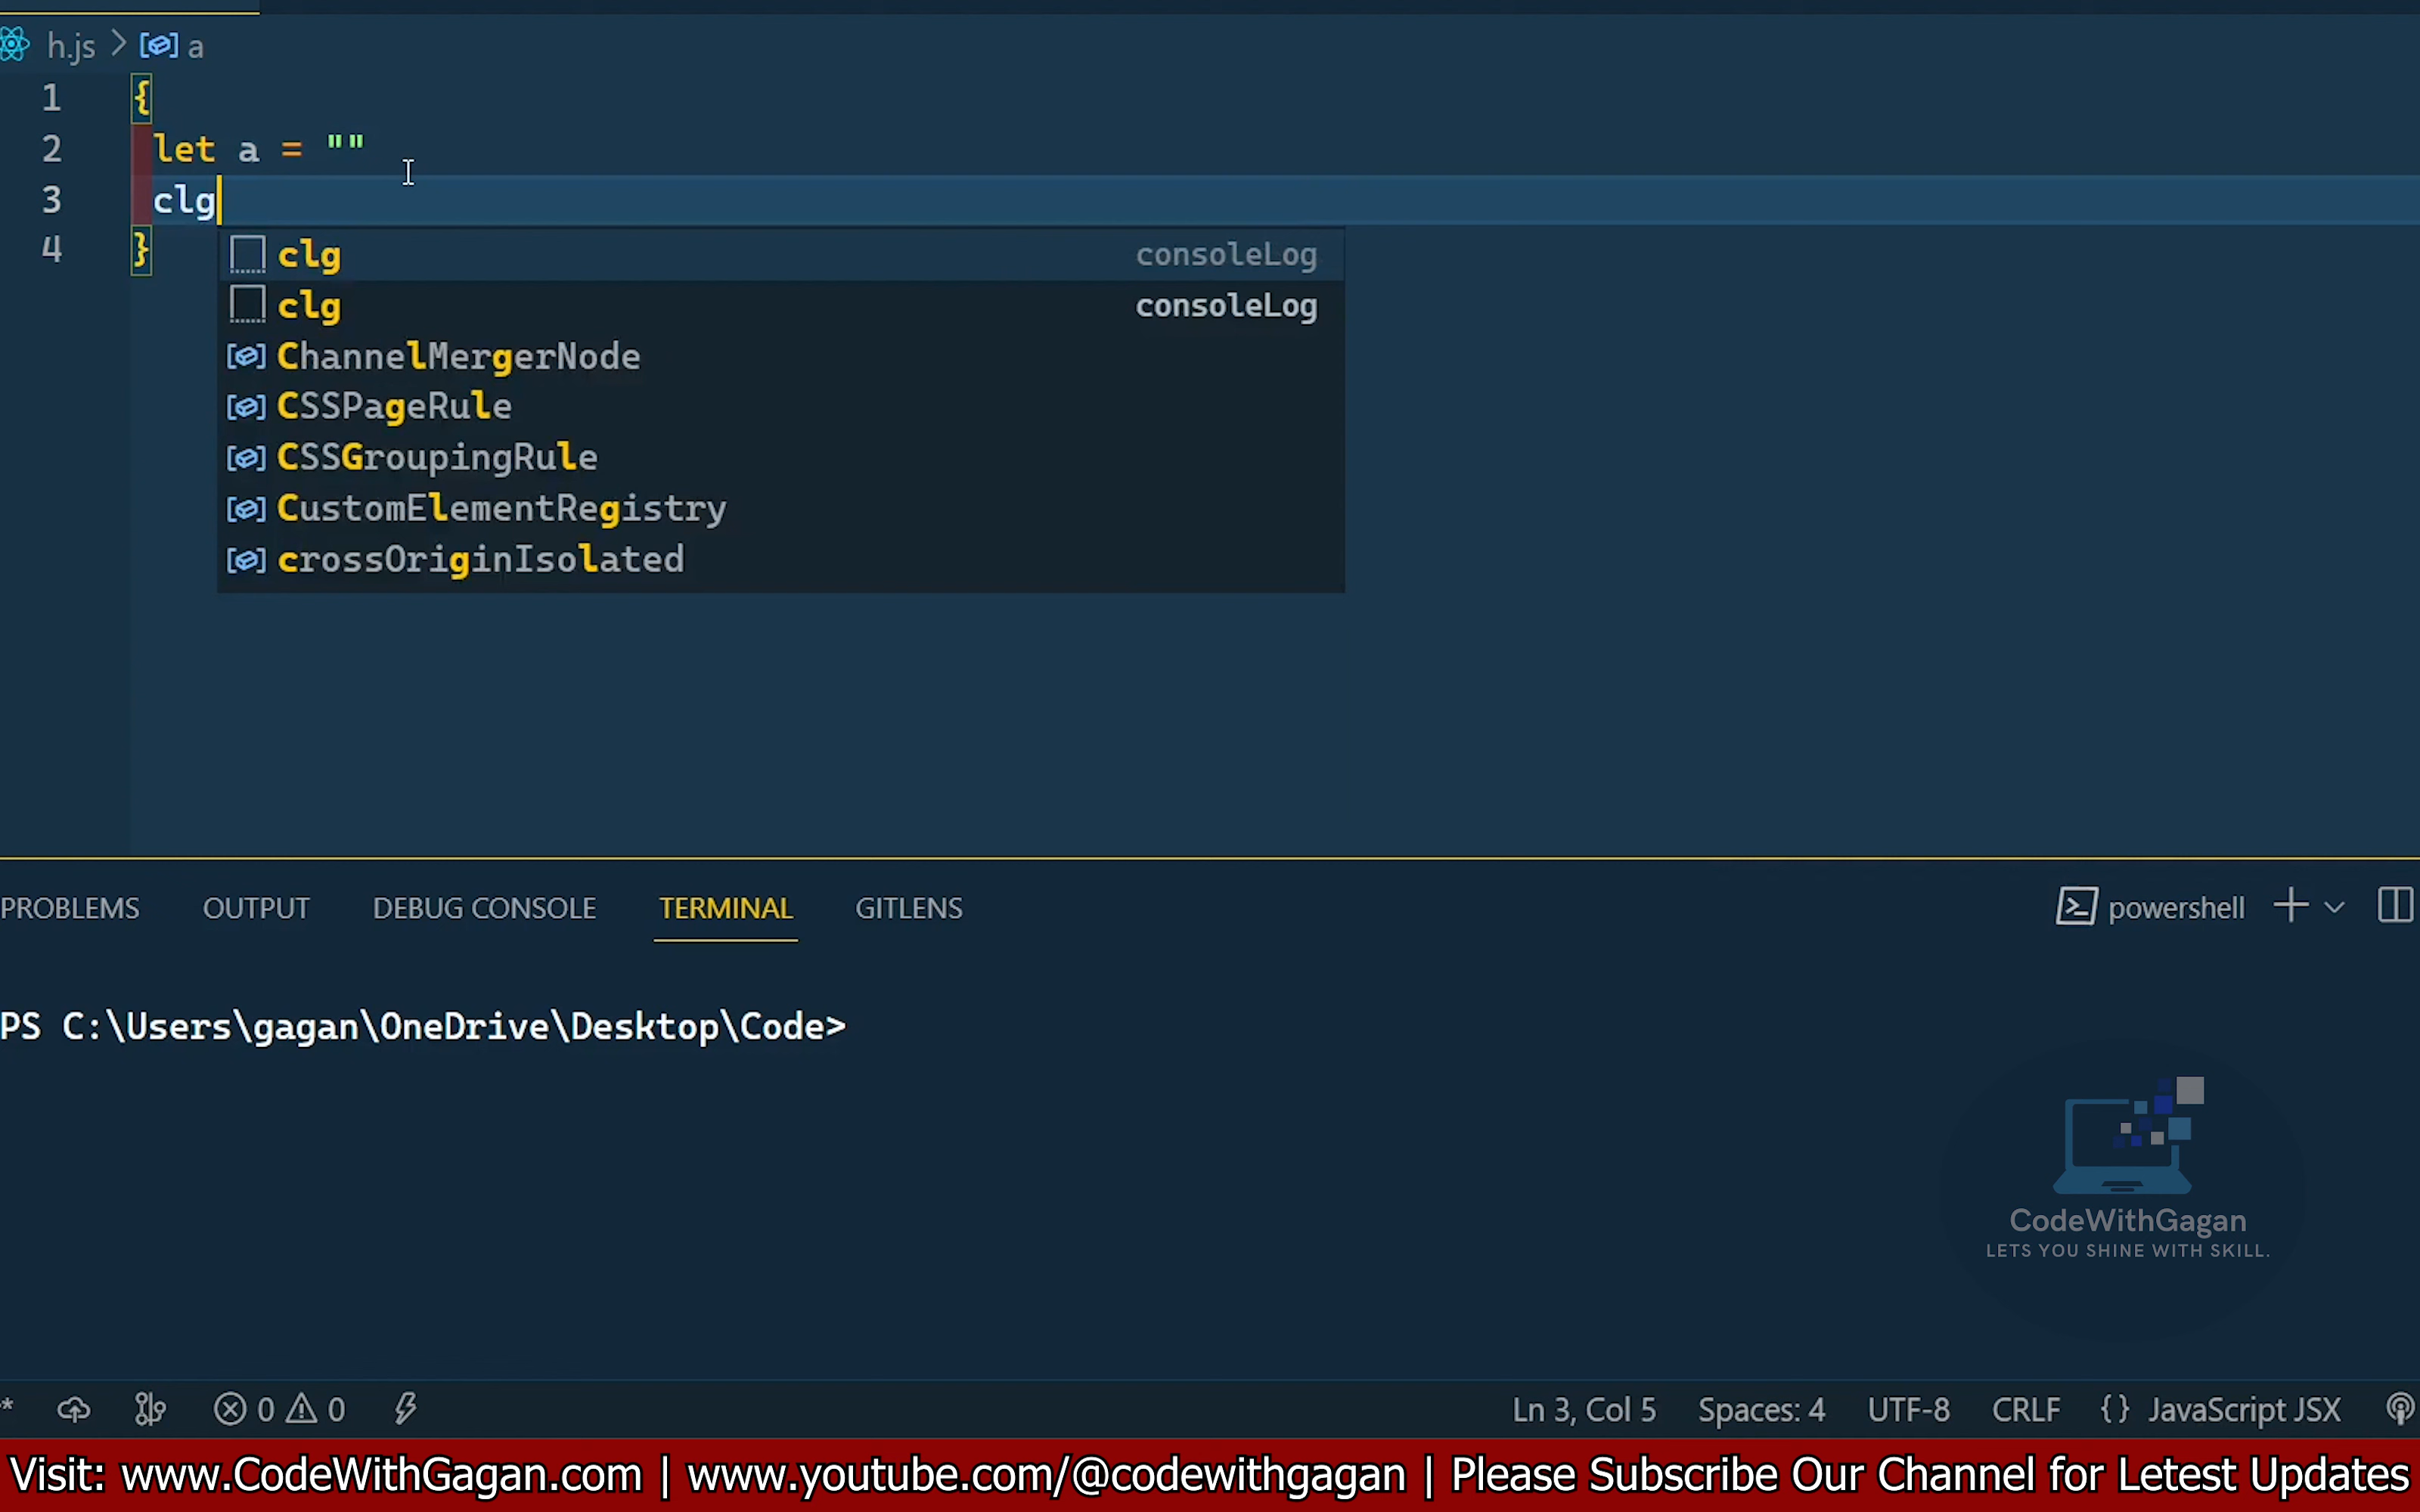 h.js > a
1 {
2 let a = ""
3 clg
4 }
clg consoleLog
clg consoleLog
ChannelMergerNode
CSSPageRule
CSSGroupingRule
CustomElementRegistry
crossOriginIsolated
PROBLEMS OUTPUT DEBUG CONSOLE TERMINAL GITLENS powershell
PS C:\Users\gagan\OneDrive\Desktop\Code>
CodeWithGagan
LETS YOU SHINE WITH SKILL.
* 0 0 Ln 3, Col 5 Spaces: 4 UTF-8 CRLF {} JavaScript JSX
Visit: www.CodeWithGagan.com | www.youtube.com/@codewithgagan | Please Subscribe Our Channel for Letest Updates